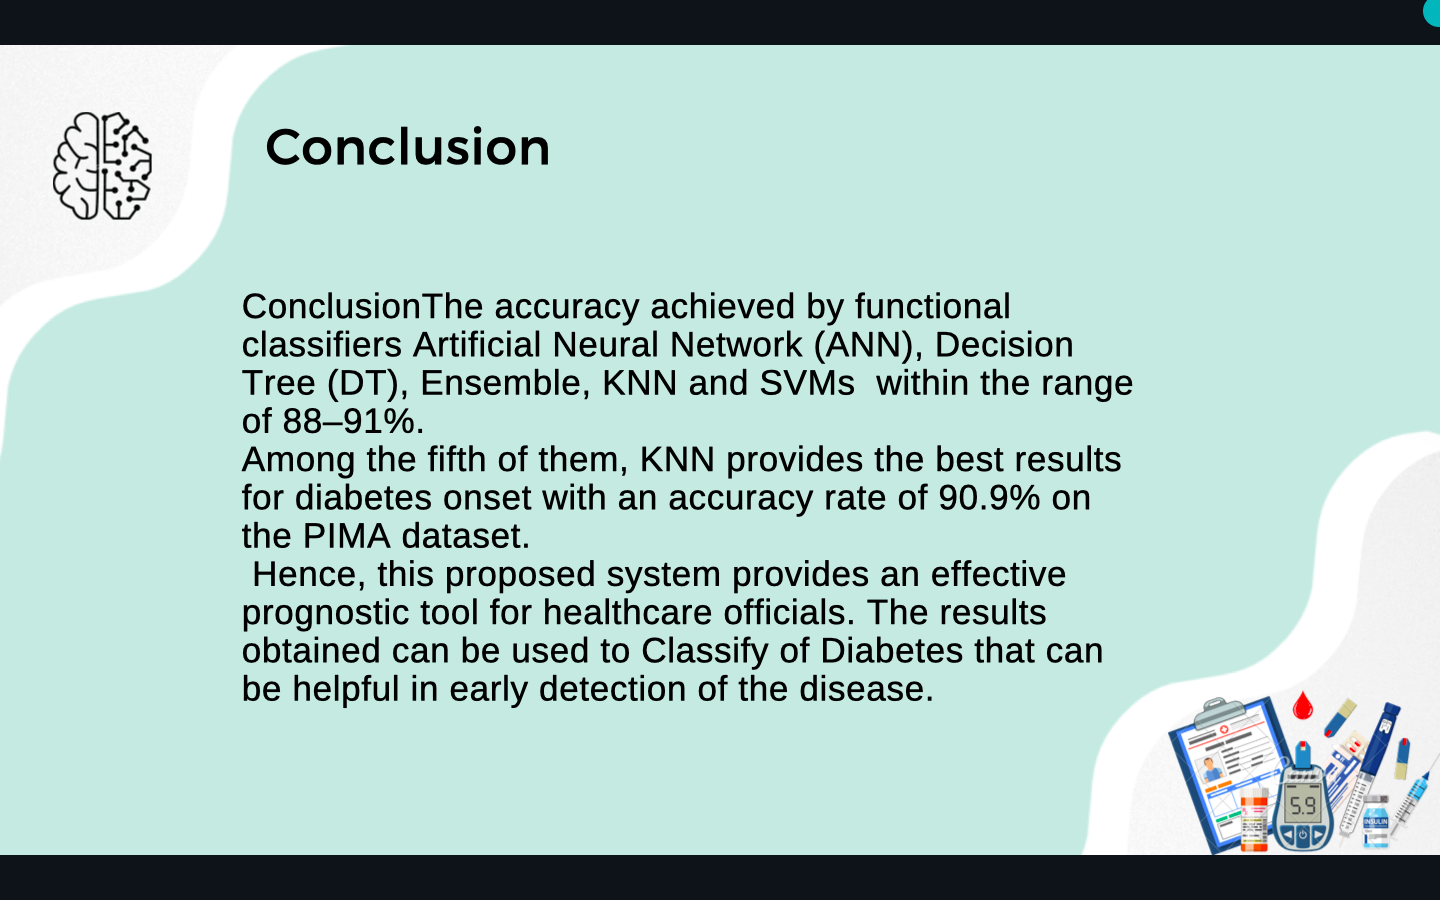 Conclusion
ConclusionThe accuracy achieved by functional
classifiers Artificial Neural Network (ANN), Decision
Tree (DT), Ensemble, KNN and SVMs  within the range
of 88–91%.
Among the fifth of them, KNN provides the best results
for diabetes onset with an accuracy rate of 90.9% on
the PIMA dataset.
 Hence, this proposed system provides an effective
prognostic tool for healthcare officials. The results
obtained can be used to Classify of Diabetes that can
be helpful in early detection of the disease.
5.9
INSULIN